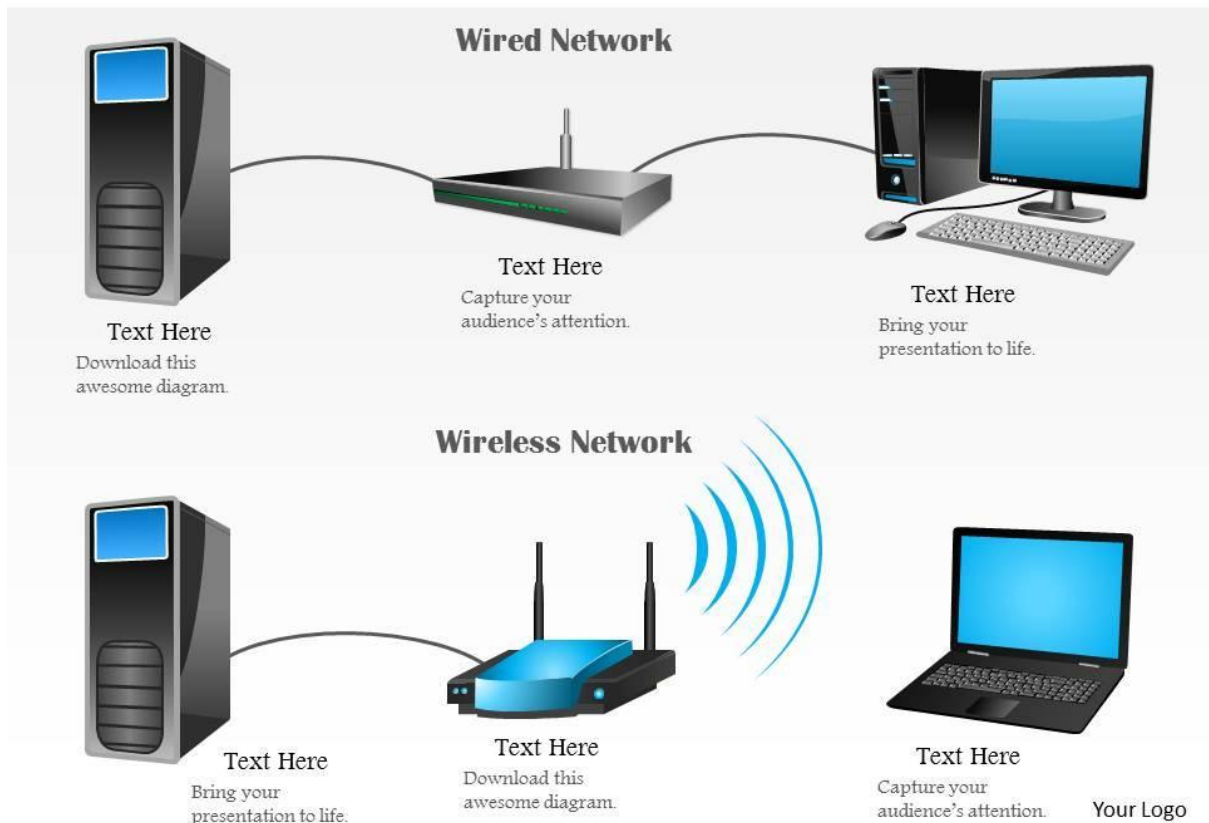 Wired Network
Text Here
Capture your
audience's attention.
Text Here
Bring your
presentation to life.
Text Here
Download this
awesome diagram.
Wireless Network
Text Here
Bring your
presentation to life.
Text Here
Download this
awesome diagram.
Text Here
Capture your
audience's attention.
Your Logo